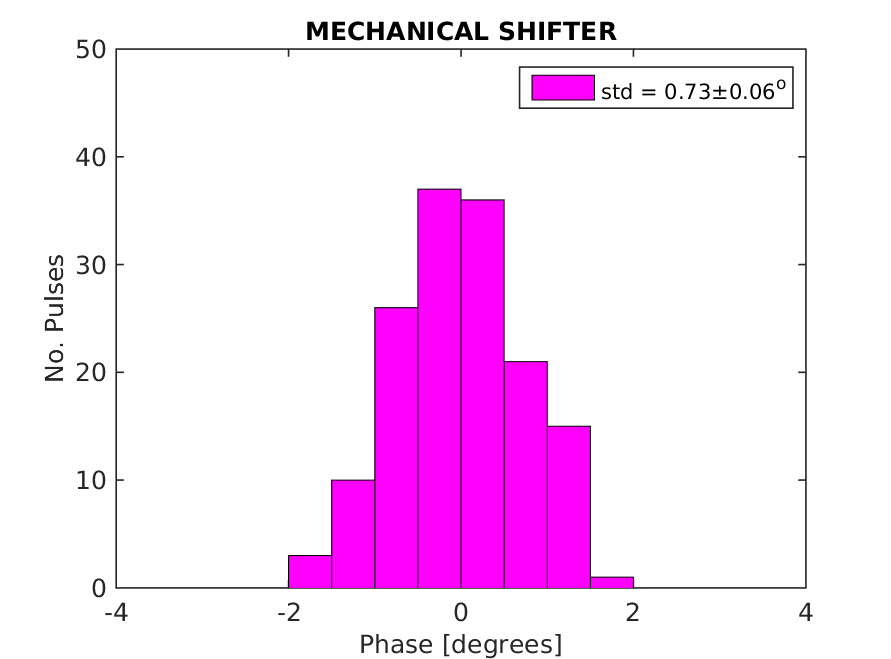 MECHANICAL SHIFTER
std = 0.73±0.06°
50
40
30
20
10
0
No. Pulses
-4 -2 0 2 4
Phase [degrees]